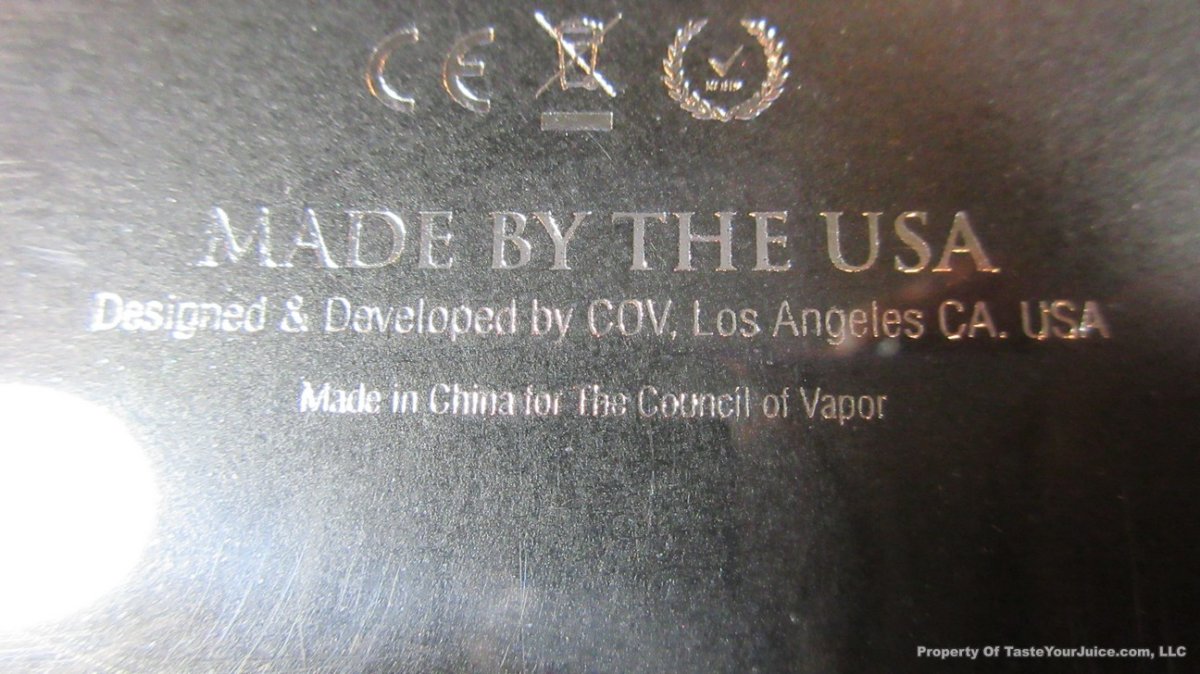 CE
MADE BY THE USA
Designed & Developed by COV, Los Angeles CA. USA
Made in China for The Council of Vapor
Property Of TasteYourJuice.com, LLC